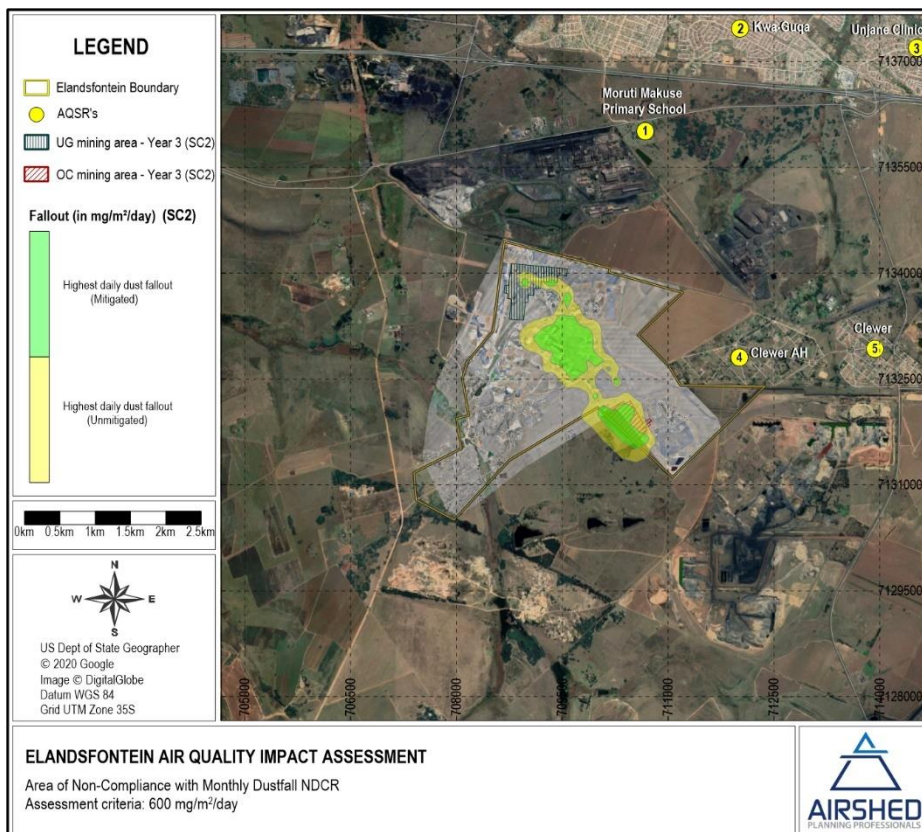 LEGEND
Elandsfontein Boundary
AQSR's
UG mining area - Year 3 (SC2)
OC mining area - Year 3 (SC2)
Fallout (in mg/m²/day) (SC2)
Highest daily dust fallout
(Mitigated)
Highest daily dust fallout
(Unmitigated)
0km 0.5km 1km 1.5km 2km 2.5km
N
W E
S
US Dept of State Geographer
© 2020 Google
Image © DigitalGlobe
Datum WGS 84
Grid UTM Zone 35S
2 Kwa-Guqa
Unjane Clinic
3
7137000
Moruti Makuse
Primary School
1
7135500
7134000
Clewer
4 Clewer AH
5
7132500
7131000
7129500
7128000
705000
706500
708000
711000
712500
714000
ELANDSFONTEIN AIR QUALITY IMPACT ASSESSMENT
Area of Non-Compliance with Monthly Dustfall NDCR
Assessment criteria: 600 mg/m²/day
AIRSHED
PLANNING PROFESSIONALS